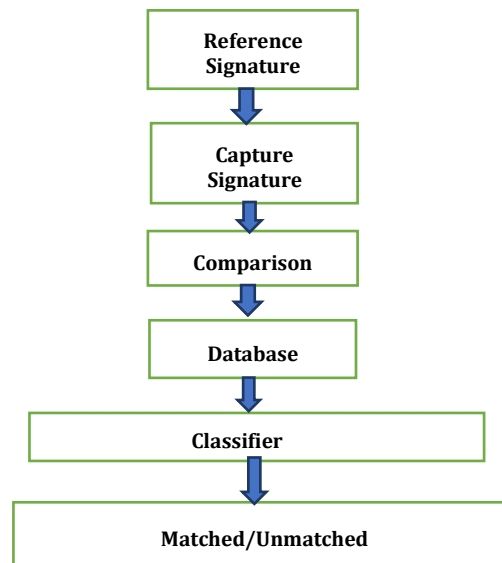 Reference
Signature
Capture
Signature
Comparison
Database
Classifier
Matched/Unmatched